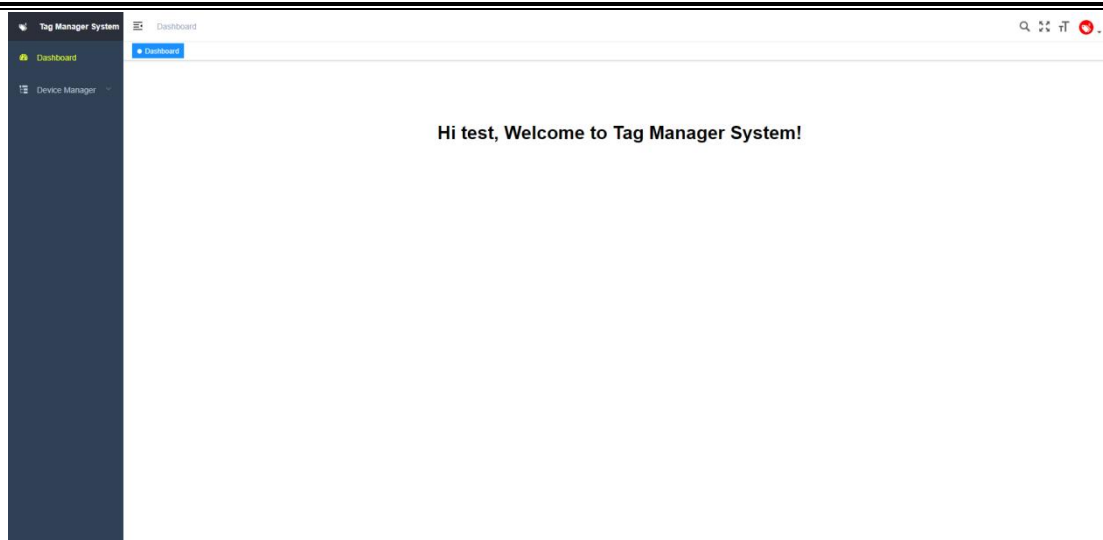 Tag Manager System
Dashboard
Dashboard
Device Manager
Dashboard
Hi test, Welcome to Tag Manager System!